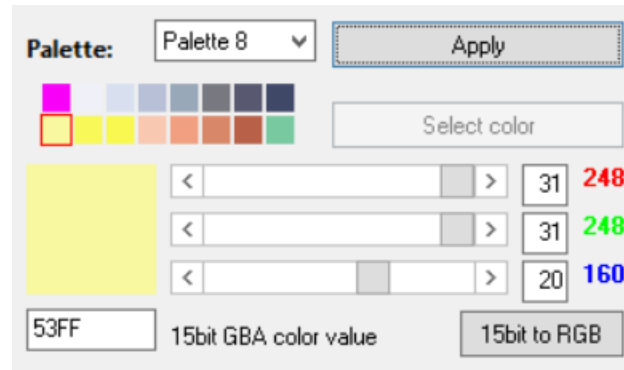 Palette:
Palette 8
Apply
Select color
31 248
31 248
20 160
53FF
15bit GBA color value
15bit to RGB